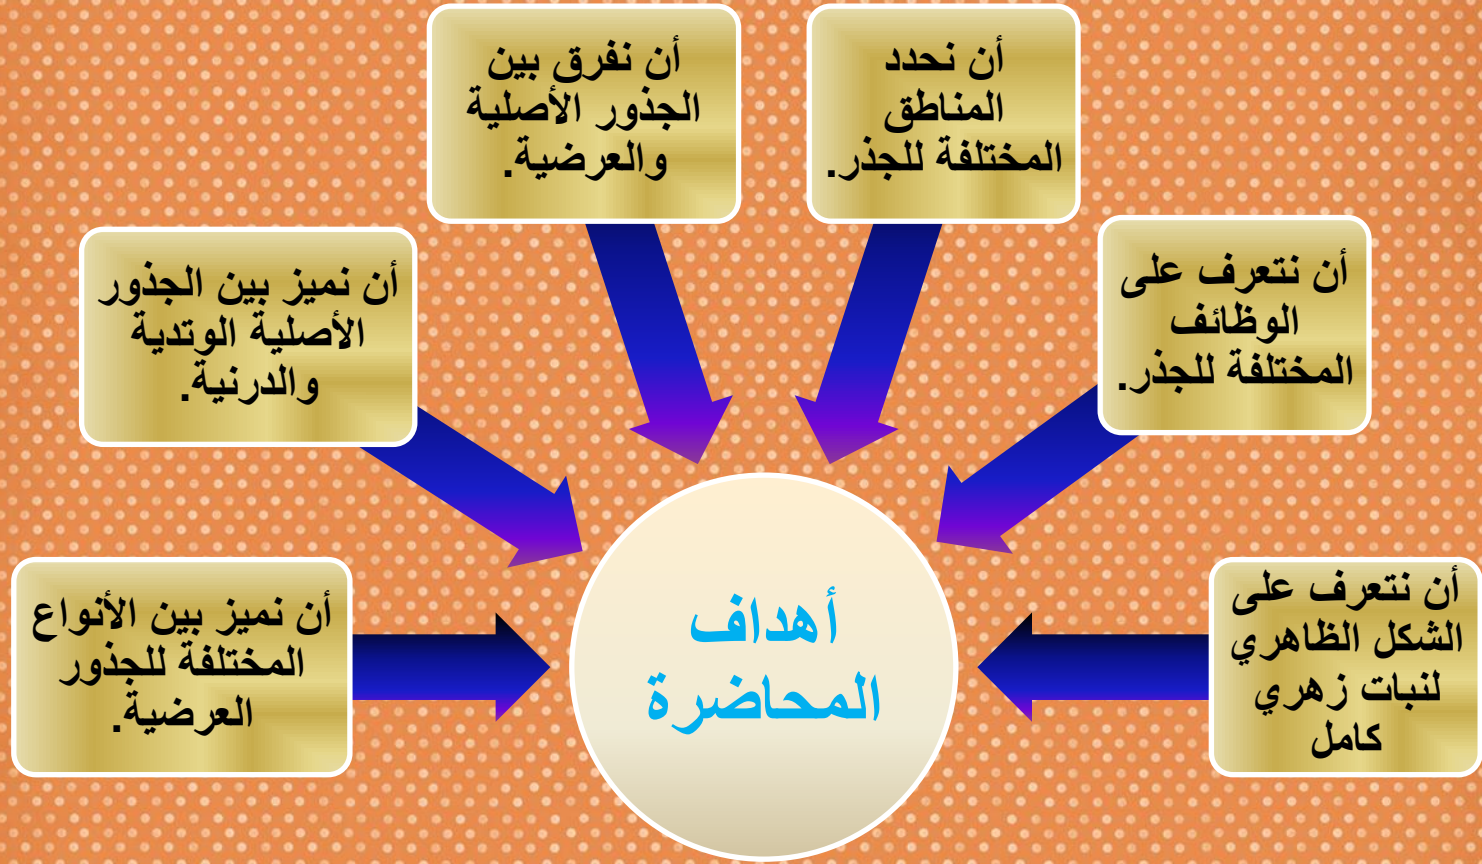 أهداف
المحاضرة
أن نتعرف على
الشكل الظاهري
لنبات زهري
كامل
أن نتعرف على
الوظائف
المختلفة للجذر.
أن نحدد
المناطق
المختلفة للجذر.
أن نفرق بين
الجذور الأصلية
والعرضية.
أن نميز بين الجذور
الأصلية الوتدية
والدرنية.
أن نميز بين الأنواع
المختلفة للجذور
العرضية.